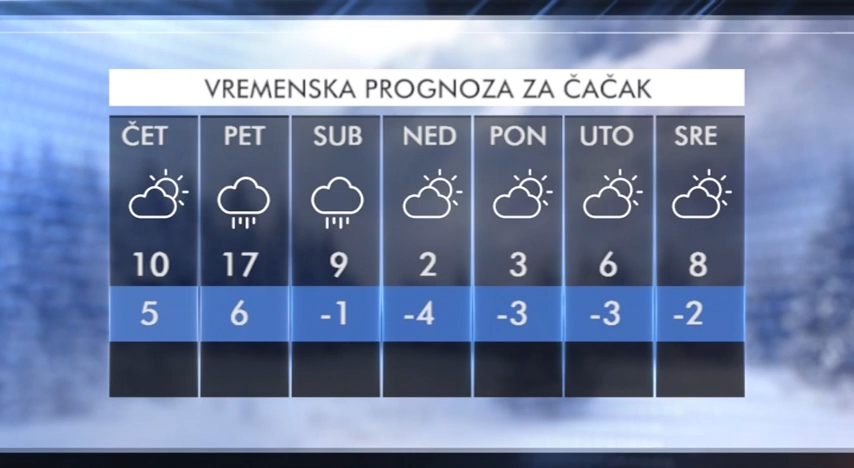 VREMENSKA PROGNOZA ZA ČAČAK
ČET PET SUB NED PON UTO SRE
10 17 9 2 3 6 8
5 6 -1 -4 -3 -3 -2